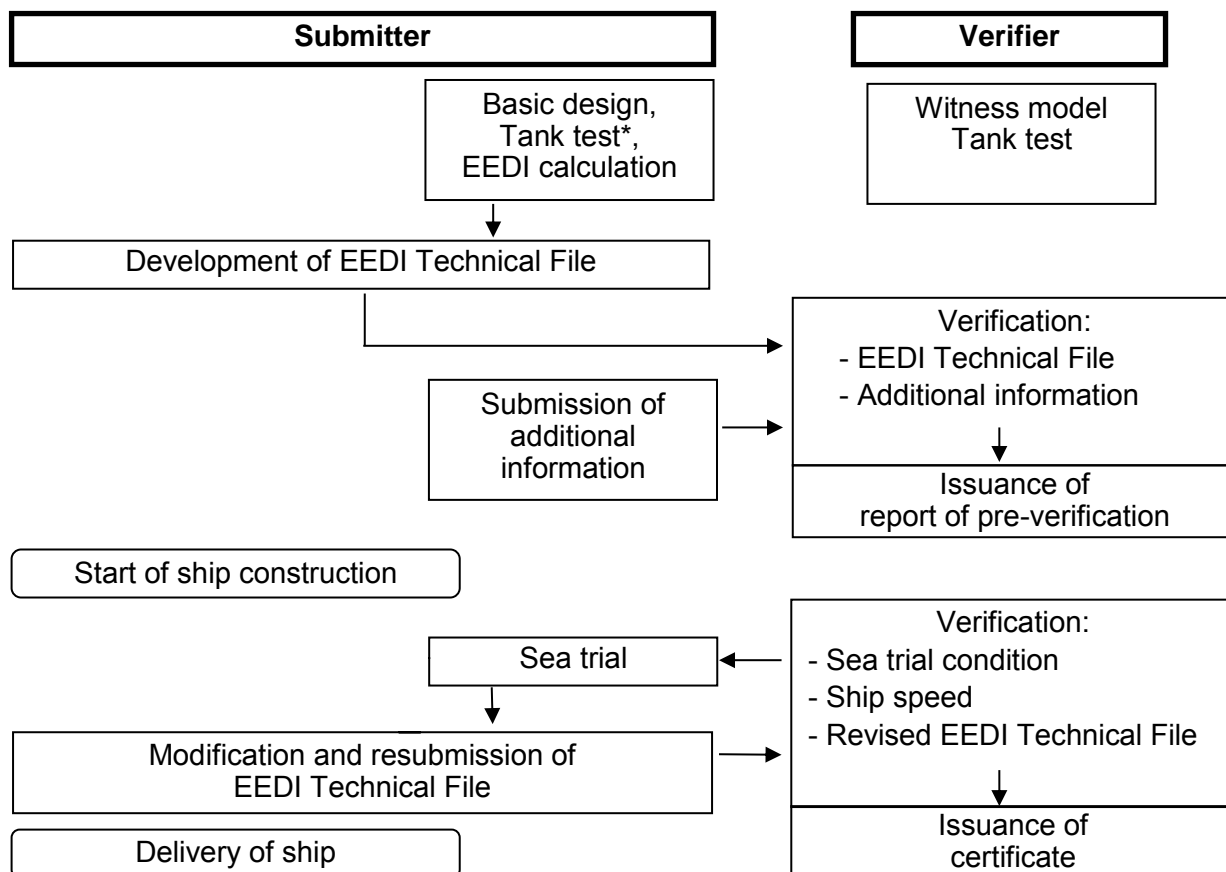 Submitter
Verifier
Basic design,
Tank test*,
EEDI calculation
Witness model
Tank test
Development of EEDI Technical File
Verification:
- EEDI Technical File
- Additional information
Submission of
additional
information
Issuance of
report of pre-verification
Start of ship construction
Verification:
- Sea trial condition
- Ship speed
- Revised EEDI Technical File
Sea trial
Modification and resubmission of
EEDI Technical File
Issuance of
certificate
Delivery of ship